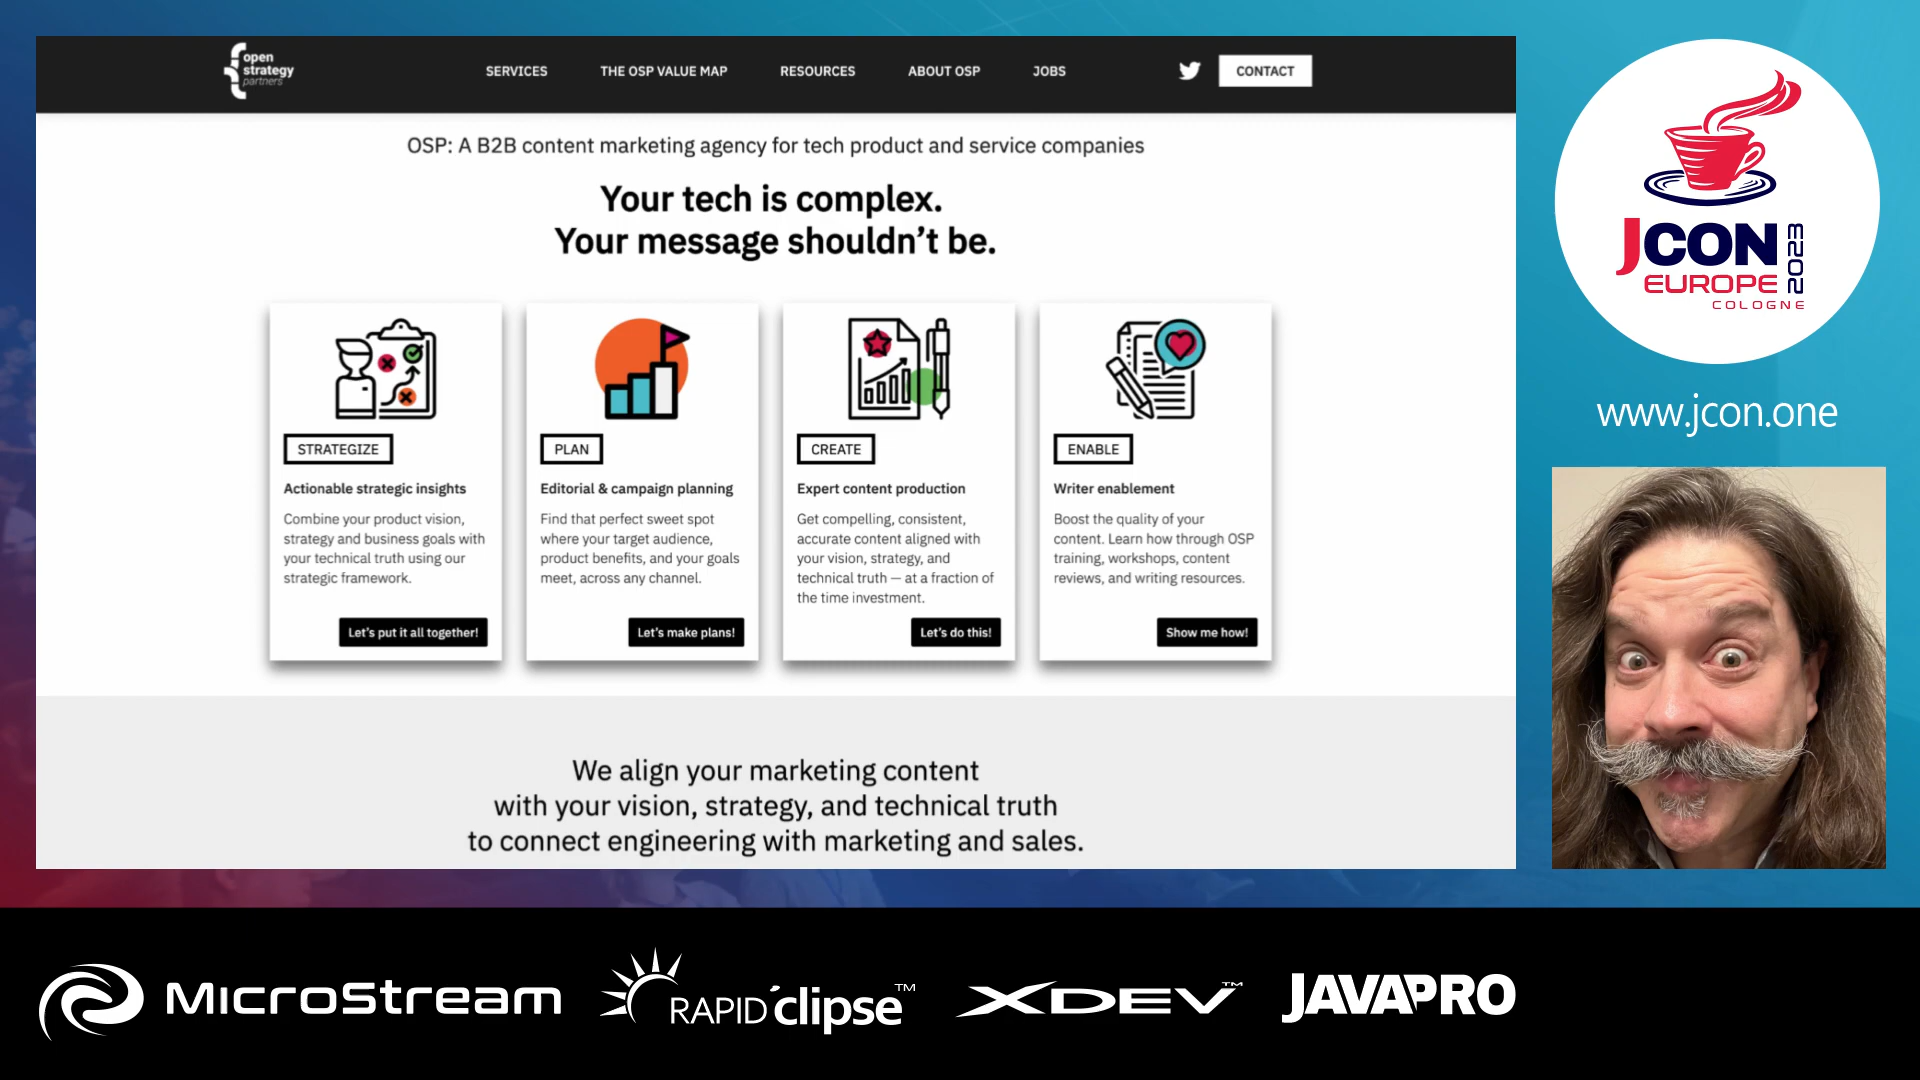 open
strategy
partners
SERVICES
THE OSP VALUE MAP
RESOURCES
ABOUT OSP
JOBS
CONTACT
OSP: A B2B content marketing agency for tech product and service companies
Your tech is complex.
Your message shouldn't be.
STRATEGIZE
Actionable strategic insights
Combine your product vision,
strategy and business goals with
your technical truth using our
strategic framework.
Let's put it all together!
PLAN
Editorial & campaign planning
Find that perfect sweet spot
where your target audience,
product benefits, and your goals
meet, across any channel.
Let's make plans!
CREATE
Expert content production
Get compelling, consistent,
accurate content aligned with
your vision, strategy, and
technical truth — at a fraction of
the time investment.
Let's do this!
ENABLE
Writer enablement
Boost the quality of your
content. Learn how through OSP
training, workshops, content
reviews, and writing resources.
Show me how!
We align your marketing content
with your vision, strategy, and technical truth
to connect engineering with marketing and sales.
JCON
EUROPE
2023
COLOGNE
www.jcon.one
MicroStream
RAPIDclipse™
XDEV™
JAVAPRO